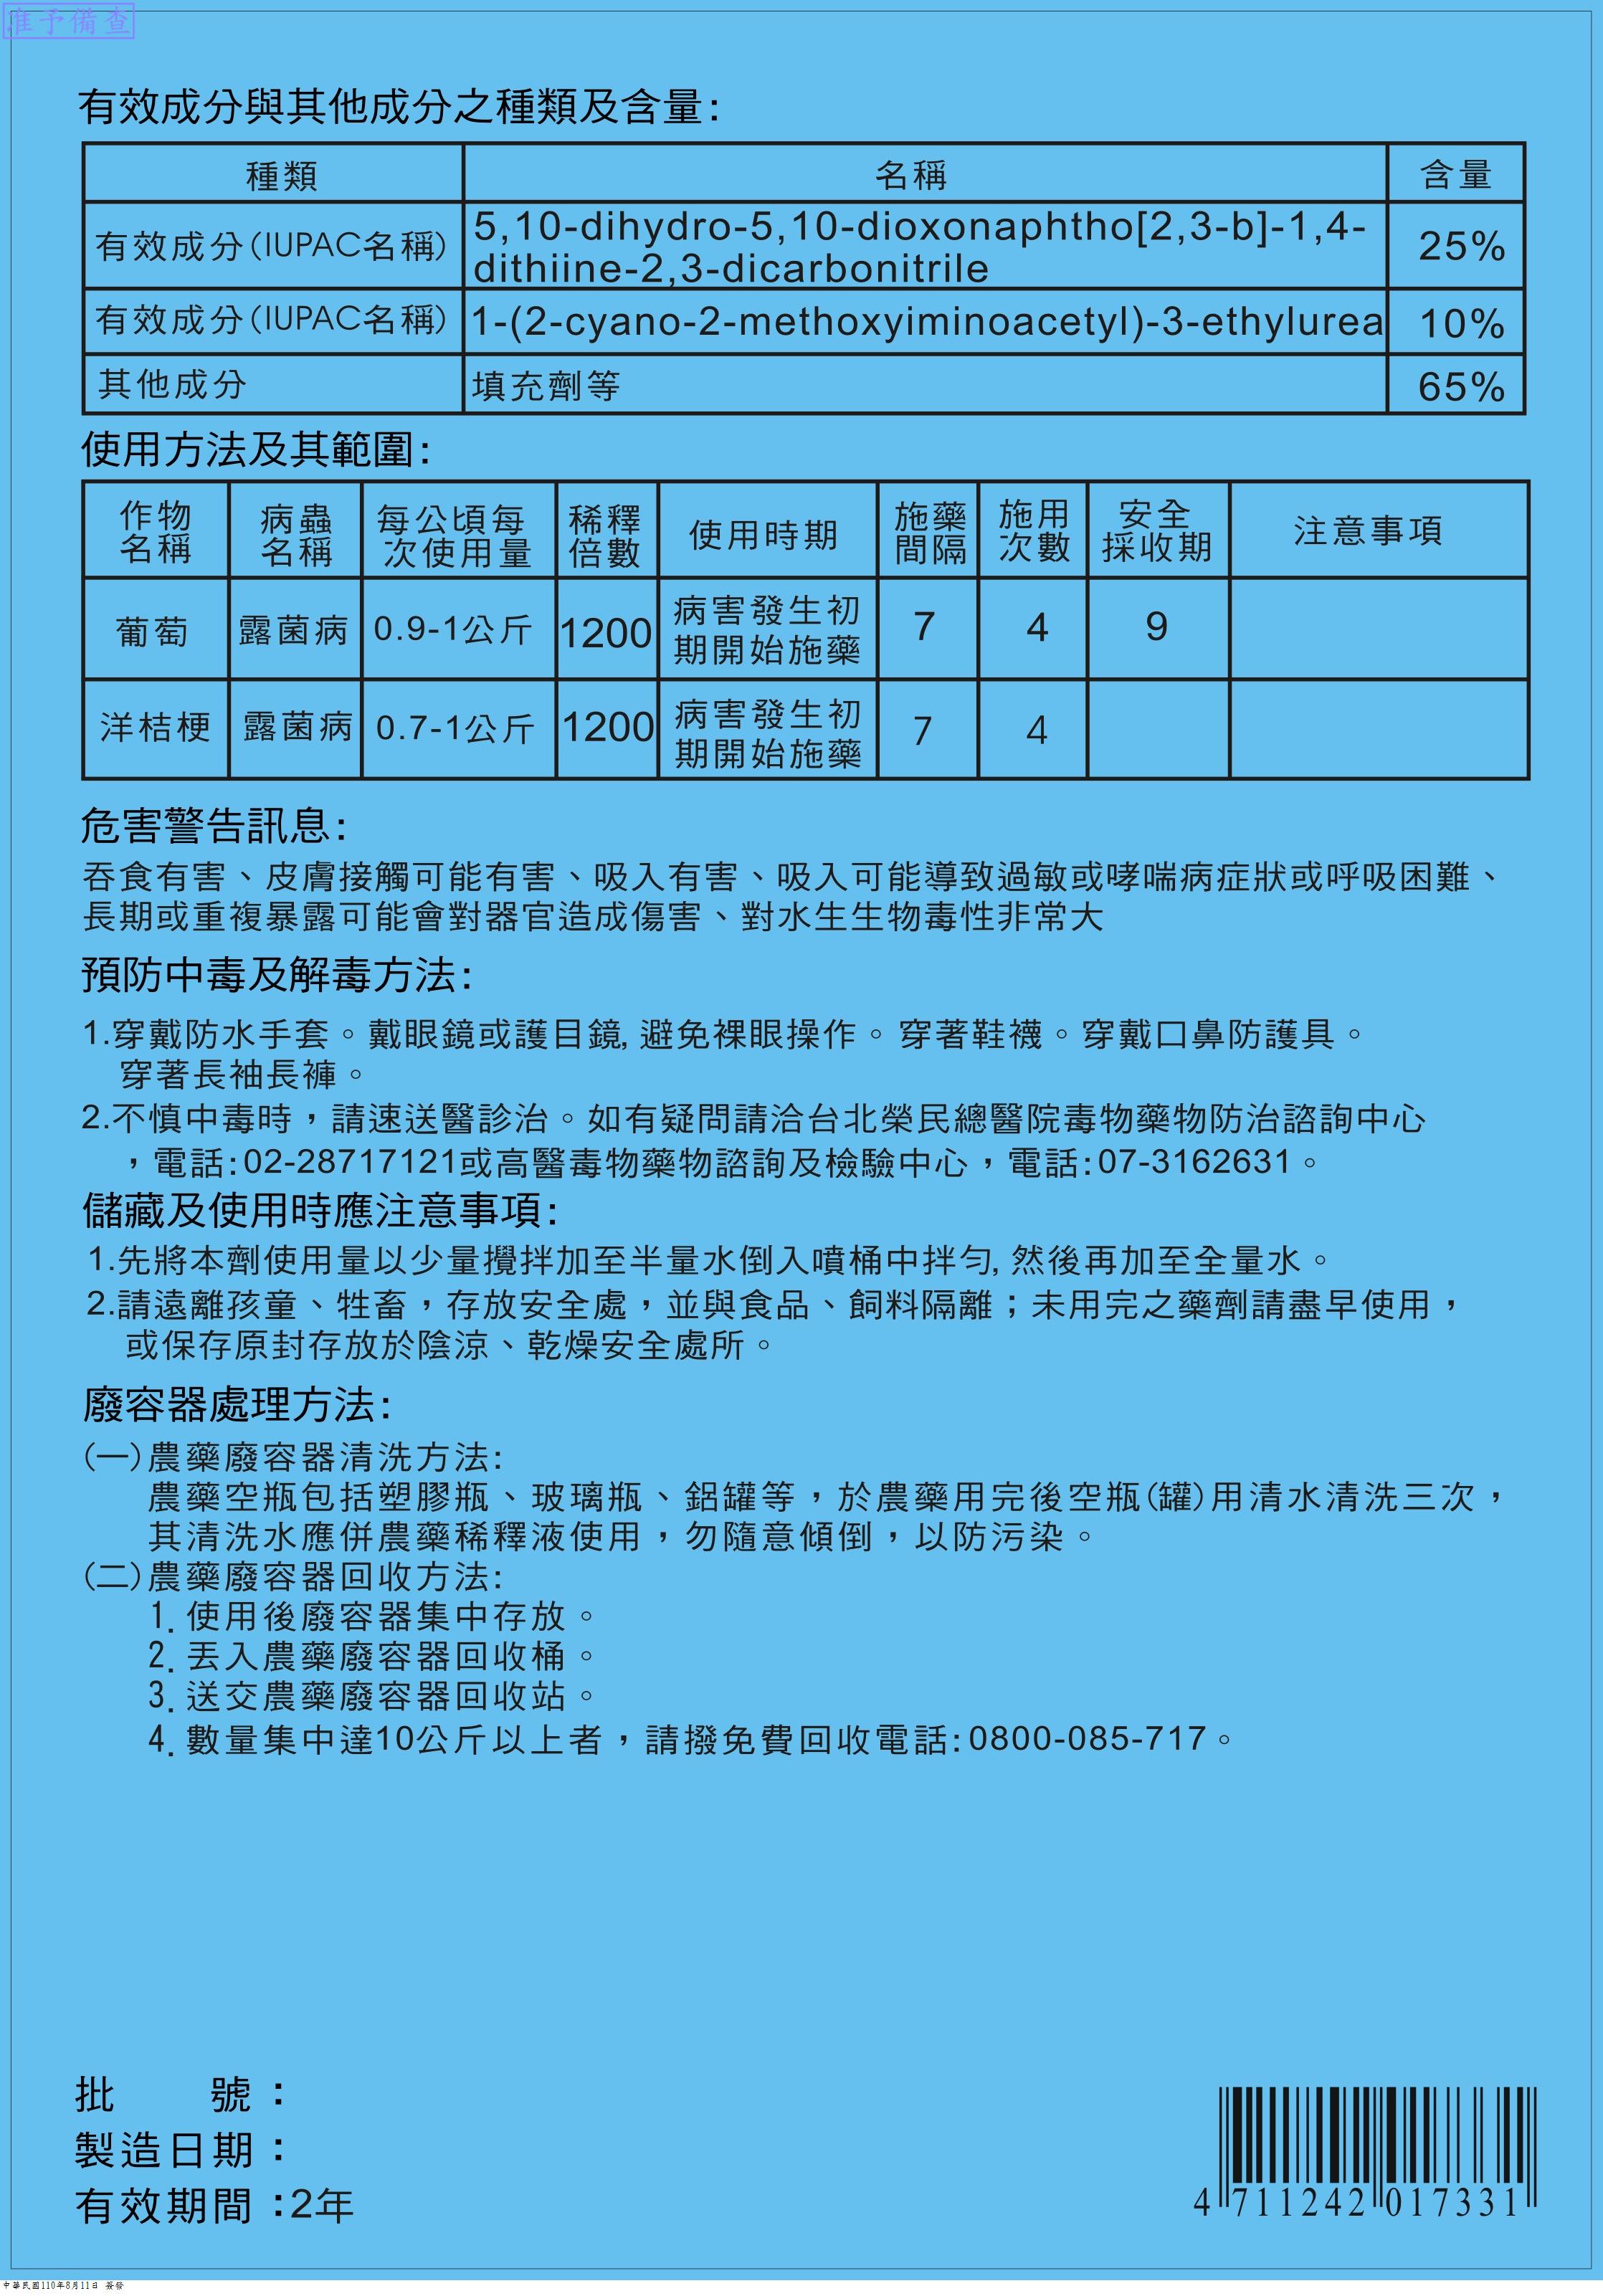 准予備查
有效成分與其他成分之種類及含量:
種類 名稱 含量
有效成分(IUPAC名稱) 5,10-dihydro-5,10-dioxonaphtho[2,3-b]-1,4-
dithiine-2,3-dicarbonitrile 25%
有效成分(IUPAC名稱) 1-(2-cyano-2-methoxyiminoacetyl)-3-ethylurea 10%
其他成分 填充劑等 65%
使用方法及其範圍:
作物 病蟲 每公頃每 稀釋 使用時期 施藥 施用 安全 注意事項
名稱 名稱 次使用量 倍數 間隔 次數 採收期
葡萄 露菌病 0.9-1公斤 1200 病害發生初 7 4 9
期開始施藥
洋桔梗 露菌病 0.7-1公斤 1200 病害發生初 7 4
期開始施藥
危害警告訊息:
吞食有害、皮膚接觸可能有害、吸入有害、吸入可能導致過敏或哮喘病症狀或呼吸困難、
長期或重複暴露可能會對器官造成傷害、對水生生物毒性非常大
預防中毒及解毒方法:
1.穿戴防水手套。戴眼鏡或護目鏡,避免裸眼操作。穿著鞋襪。穿戴口鼻防護具。
穿著長袖長褲。
2.不慎中毒時，請速送醫診治。如有疑問請洽台北榮民總醫院毒物藥物防治諮詢中心
，電話:02-28717121或高醫毒物藥物諮詢及檢驗中心，電話:07-3162631。
儲藏及使用時應注意事項:
1.先將本劑使用量以少量攪拌加至半量水倒入噴桶中拌勻,然後再加至全量水。
2.請遠離孩童、牲畜，存放安全處，並與食品、飼料隔離；未用完之藥劑請盡早使用，
或保存原封存放於陰涼、乾燥安全處所。
廢容器處理方法:
(一)農藥廢容器清洗方法:
農藥空瓶包括塑膠瓶、玻璃瓶、鋁罐等，於農藥用完後空瓶(罐)用清水清洗三次，
其清洗水應併農藥稀釋液使用，勿隨意傾倒，以防污染。
(二)農藥廢容器回收方法:
1.使用後廢容器集中存放。
2.丟入農藥廢容器回收桶。
3.送交農藥廢容器回收站。
4.數量集中達10公斤以上者，請撥免費回收電話:0800-085-717。
批 號：
製造日期：
有效期間：2年
4 711242 017331
中華民國110年8月11日 簽發